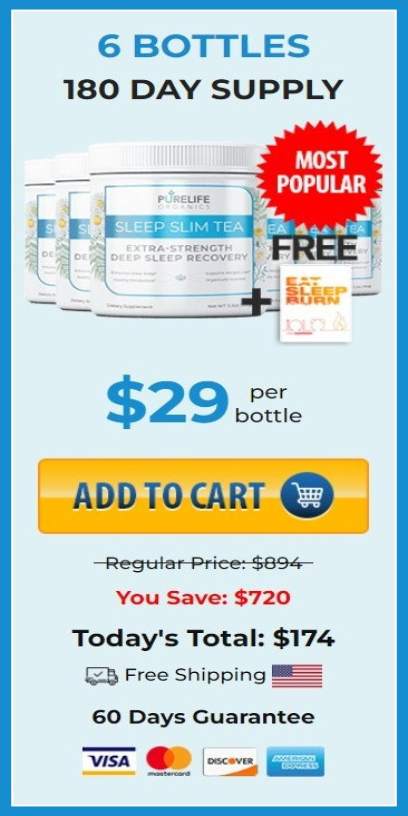 6 BOTTLES
180 DAY SUPPLY
MOST
POPULAR
PURELIFE
ORGANICS
SLEEP SLIM TEA
EXTRA-STRENGTH
DEEP SLEEP RECOVERY
Dietary Supplement
FREE
+
EAT
SLEEP
BURN
$29 per
bottle
ADD TO CART
Regular Price: $894
You Save: $720
Today's Total: $174
Free Shipping
60 Days Guarantee
VISA
mastercard
DISCOVER
AMERICAN
EXPRESS